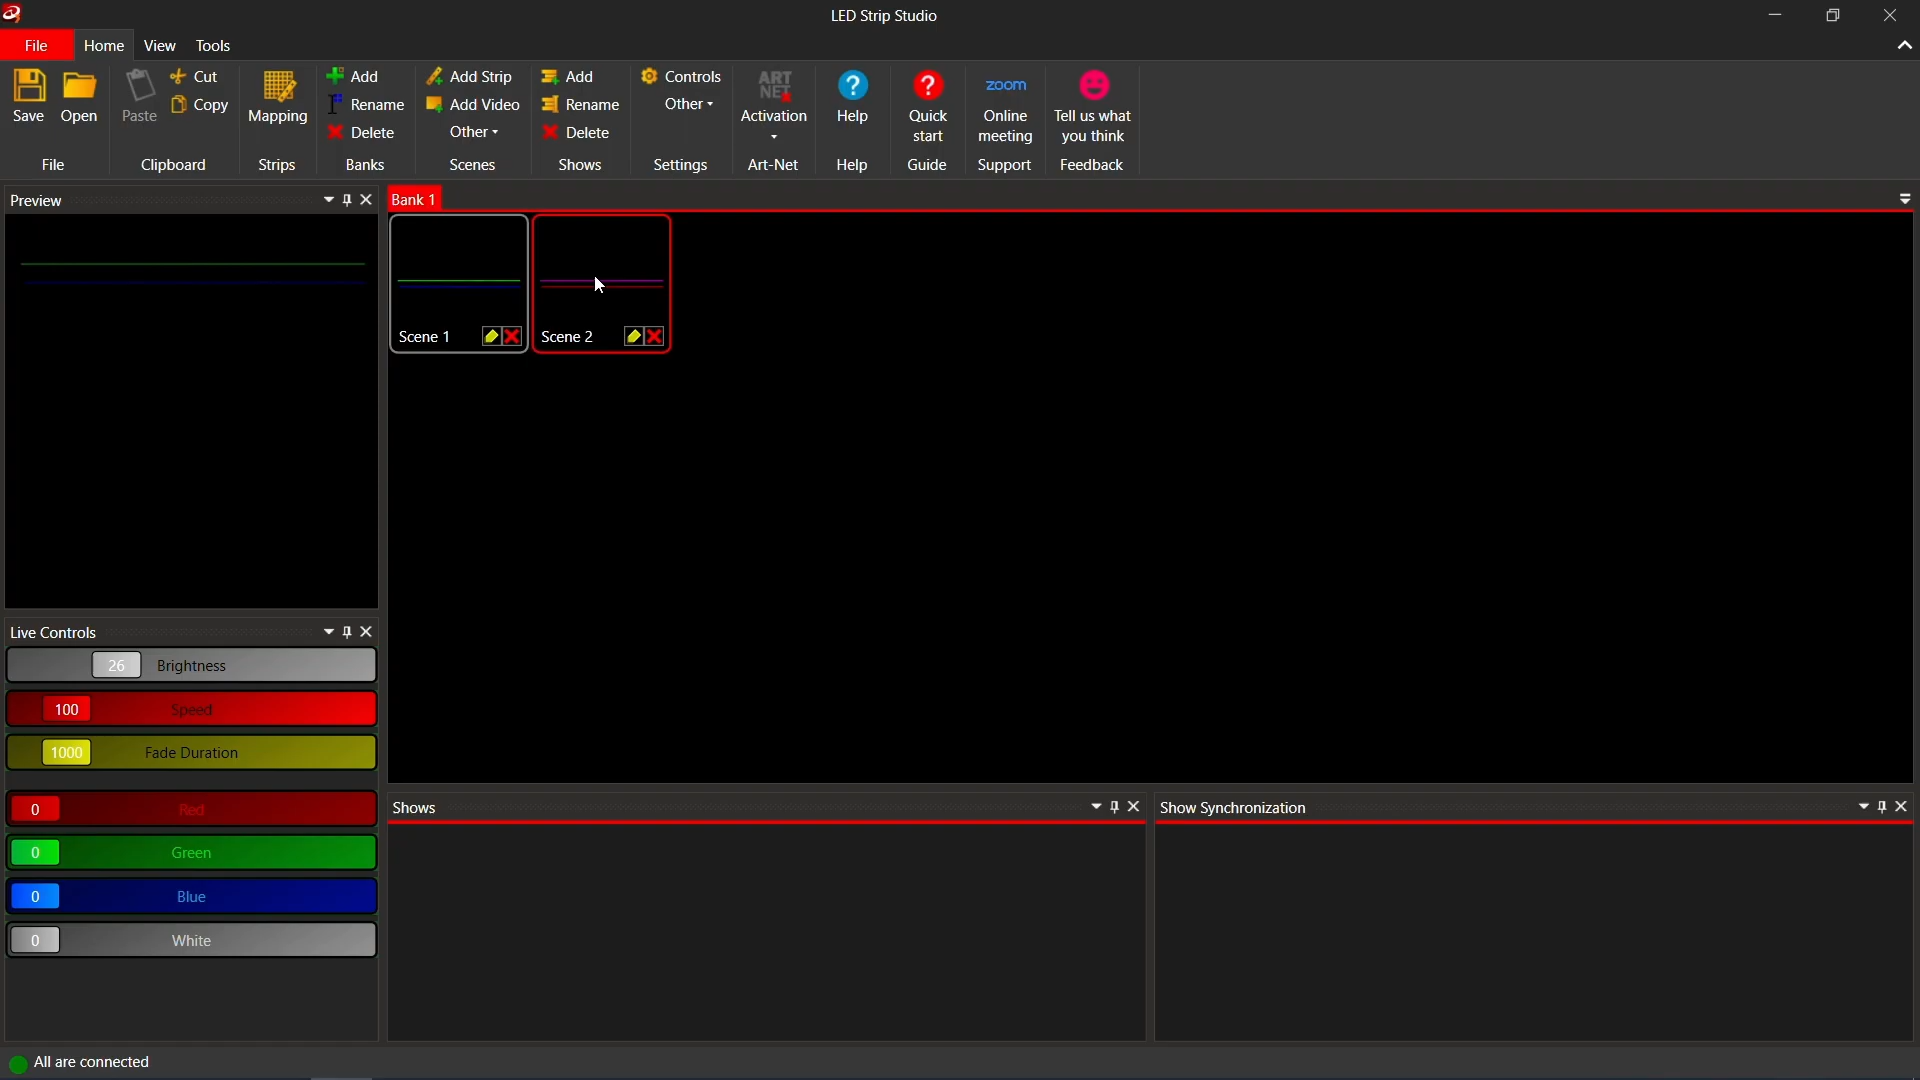 LED Strip Studio
File Home View Tools
Save Open Paste Cut Copy Mapping Add Rename Delete Add Strip Add Video Other Add Rename Delete Controls Other ART NET Activation ? Help ? Quick start zoom Online meeting Tell us what you think
File Clipboard Strips Banks Scenes Shows Settings Art-Net Help Guide Support Feedback
Preview
Bank 1
Scene 1
Scene 2
Live Controls
26 Brightness
100 Speed
1000 Fade Duration
0 Red
0 Green
0 Blue
0 White
Shows
Show Synchronization
All are connected